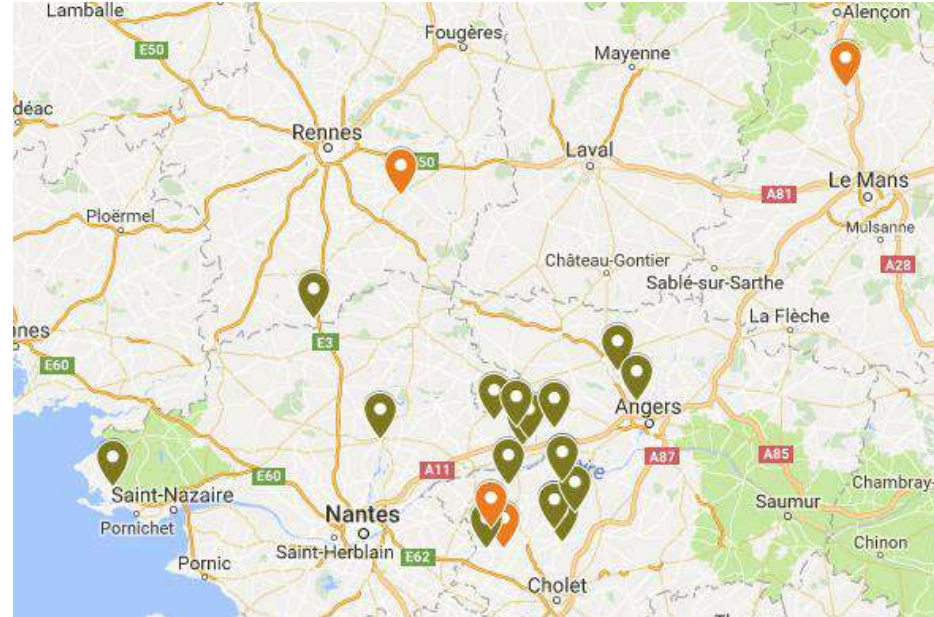 Lamballe
Alençon
E50
Fougères
Mayenne
déac
Rennes
50
Laval
Le Mans
A81
Ploërmel
Mulsanne
Château-Gontier
A28
Sablé-sur-Sarthe
La Flèche
nnes
E3
E60
Angers
A11
A87
A85
E60
Chambray-
Saint-Nazaire
Saumur
Pornichet
Nantes
Saint-Herblain
E62
Chinon
Pornic
Cholet